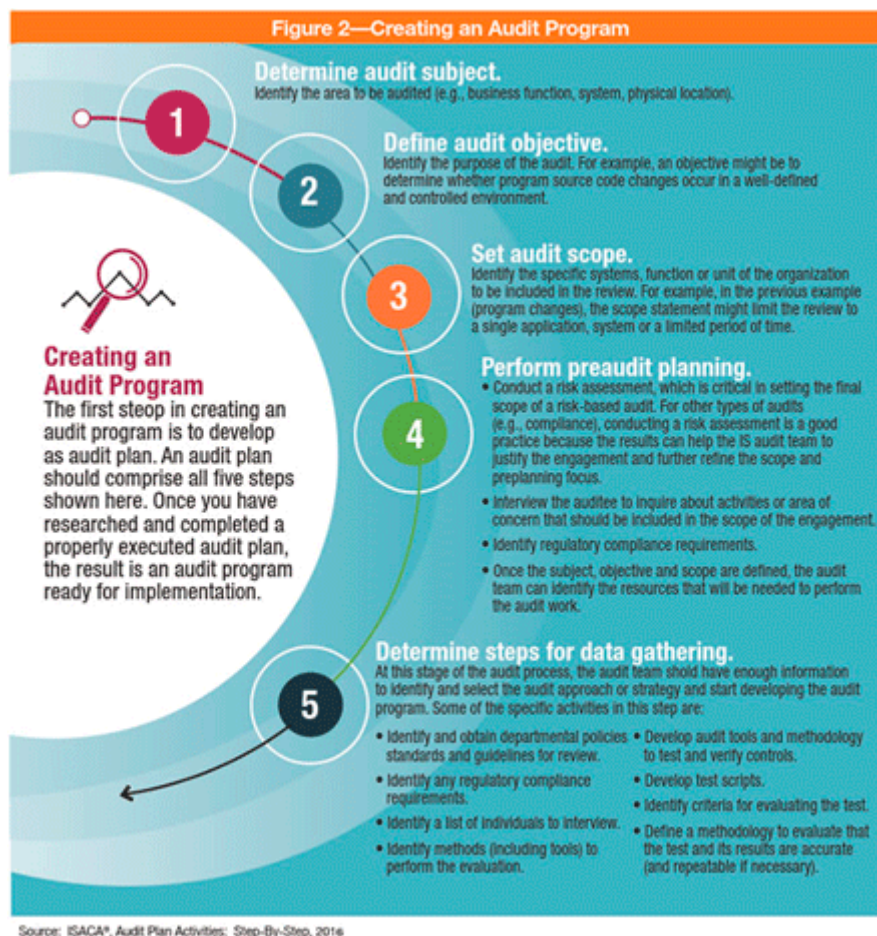 Figure 2—Creating an Audit Program
1
Determine audit subject.
Identify the area to be audited (e.g., business function, system, physical location).
2
Define audit objective.
Identify the purpose of the audit. For example, an objective might be to
determine whether program source code changes occur in a well-defined
and controlled environment.
3
Set audit scope.
Identify the specific systems, function or unit of the organization
to be included in the review. For example, in the previous example
(program changes), the scope statement might limit the review to
a single application, system or a limited period of time.
Creating an
Audit Program
The first steop in creating an
audit program is to develop
as audit plan. An audit plan
should comprise all five steps
shown here. Once you have
researched and completed a
properly executed audit plan,
the result is an audit program
ready for implementation.
4
Perform preaudit planning.
• Conduct a risk assessment, which is critical in setting the final
scope of a risk-based audit. For other types of audits
(e.g., compliance), conducting a risk assessment is a good
practice because the results can help the IS audit team to
justify the engagement and further refine the scope and
preplanning focus.
• Interview the auditee to inquire about activities or area of
concern that should be included in the scope of the engagement.
• Identify regulatory compliance requirements.
• Once the subject, objective and scope are defined, the audit
team can identify the resources that will be needed to perform
the audit work.
5
Determine steps for data gathering.
At this stage of the audit process, the audit team shold have enough information
to identify and select the audit approach or strategy and start developing the audit
program. Some of the specific activities in this step are:
• Identify and obtain departmental policies
standards and guidelines for review.
• Identify any regulatory compliance
requirements.
• Identify a list of individuals to interview.
• Identify methods (including tools) to
perform the evaluation.
• Develop audit tools and methodology
to test and verify controls.
• Develop test scripts.
• Identify criteria for evaluating the test.
• Define a methodology to evaluate that
the test and its results are accurate
(and repeatable if necessary).
Source: ISACA®, Audit Plan Activities: Step-By-Step, 2016